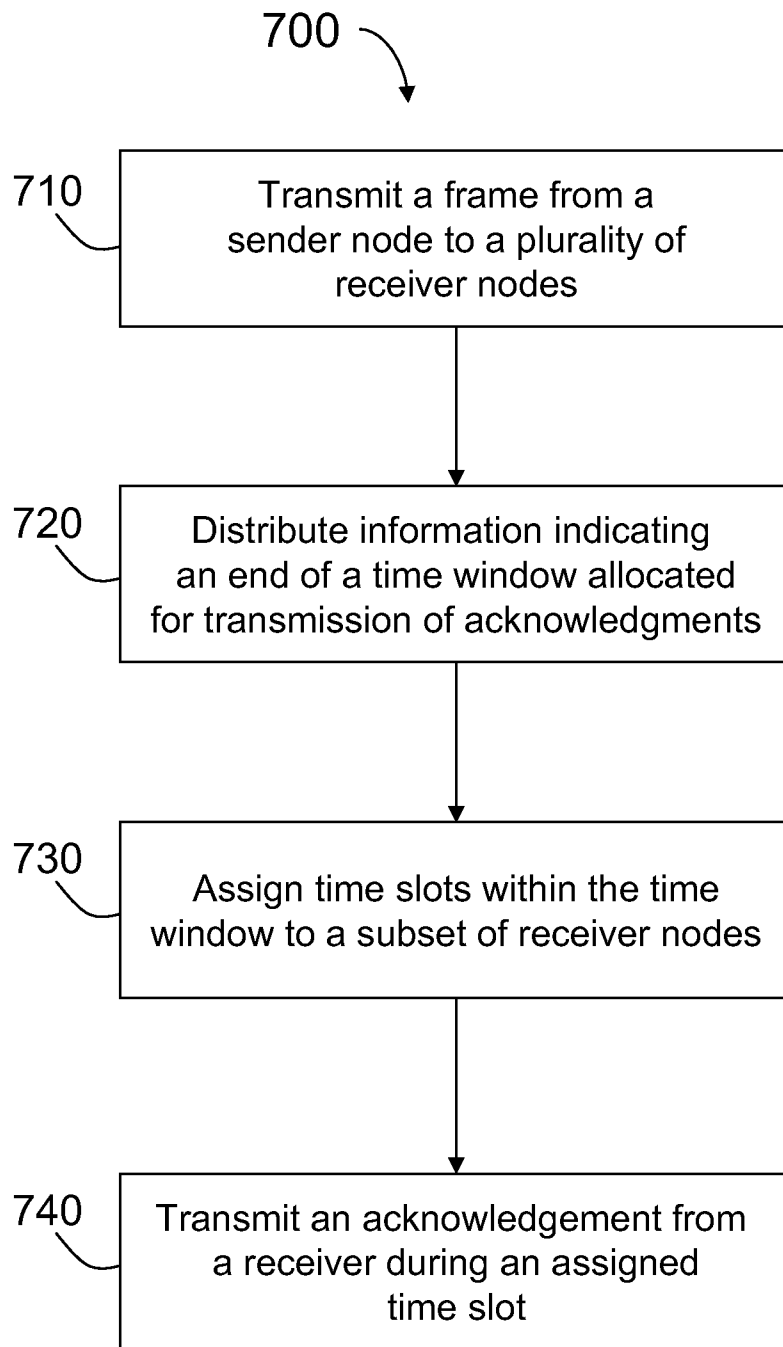 700
710
Transmit a frame from a
sender node to a plurality of
receiver nodes
720
Distribute information indicating
an end of a time window allocated
for transmission of acknowledgments
730
Assign time slots within the time
window to a subset of receiver nodes
740
Transmit an acknowledgement from
a receiver during an assigned
time slot